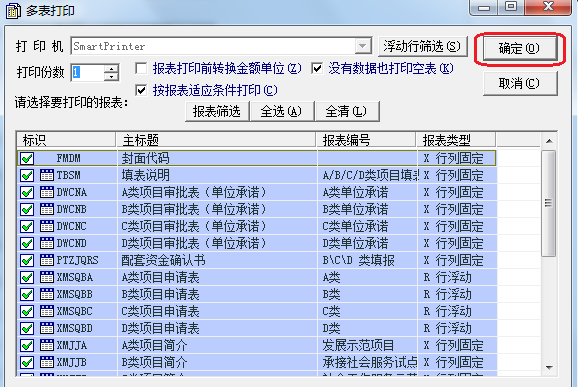 多表打印
打 印 机 SmartPrinter 浮动行筛选(S) 确定(O)
打印份数 1 报表打印前转换金额单位(Z) 没有数据也打印空表(K)
按报表适应条件打印(C) 取消(C)
请选择要打印的报表: 报表筛选 全选(A) 全清(L)
标识 主标题 报表编号 报表类型
FMDM 封面代码 X 行列固定
TBSM 填表说明 A/B/C/D类项目填表 X 行列固定
DWCNA A类项目审批表（单位承诺） A类单位承诺 X 行列固定
DWCNB B类项目审批表（单位承诺） B类单位承诺 X 行列固定
DWCNC C类项目审批表（单位承诺） C类单位承诺 X 行列固定
DWCND D类项目审批表（单位承诺） D类单位承诺 X 行列固定
PTZJQRS 配套资金确认书 B\C\D 类填报 X 行列固定
XMSQBA A类项目申请表 A类 R 行浮动
XMSQBB B类项目申请表 B类 R 行浮动
XMSQBC C类项目申请表 C类 R 行浮动
XMSQBD D类项目申请表 D类 R 行浮动
XMJJA A类项目简介 发展示范项目 X 行列固定
XMJJB B类项目简介 承接社会服务试点 X 行列固定